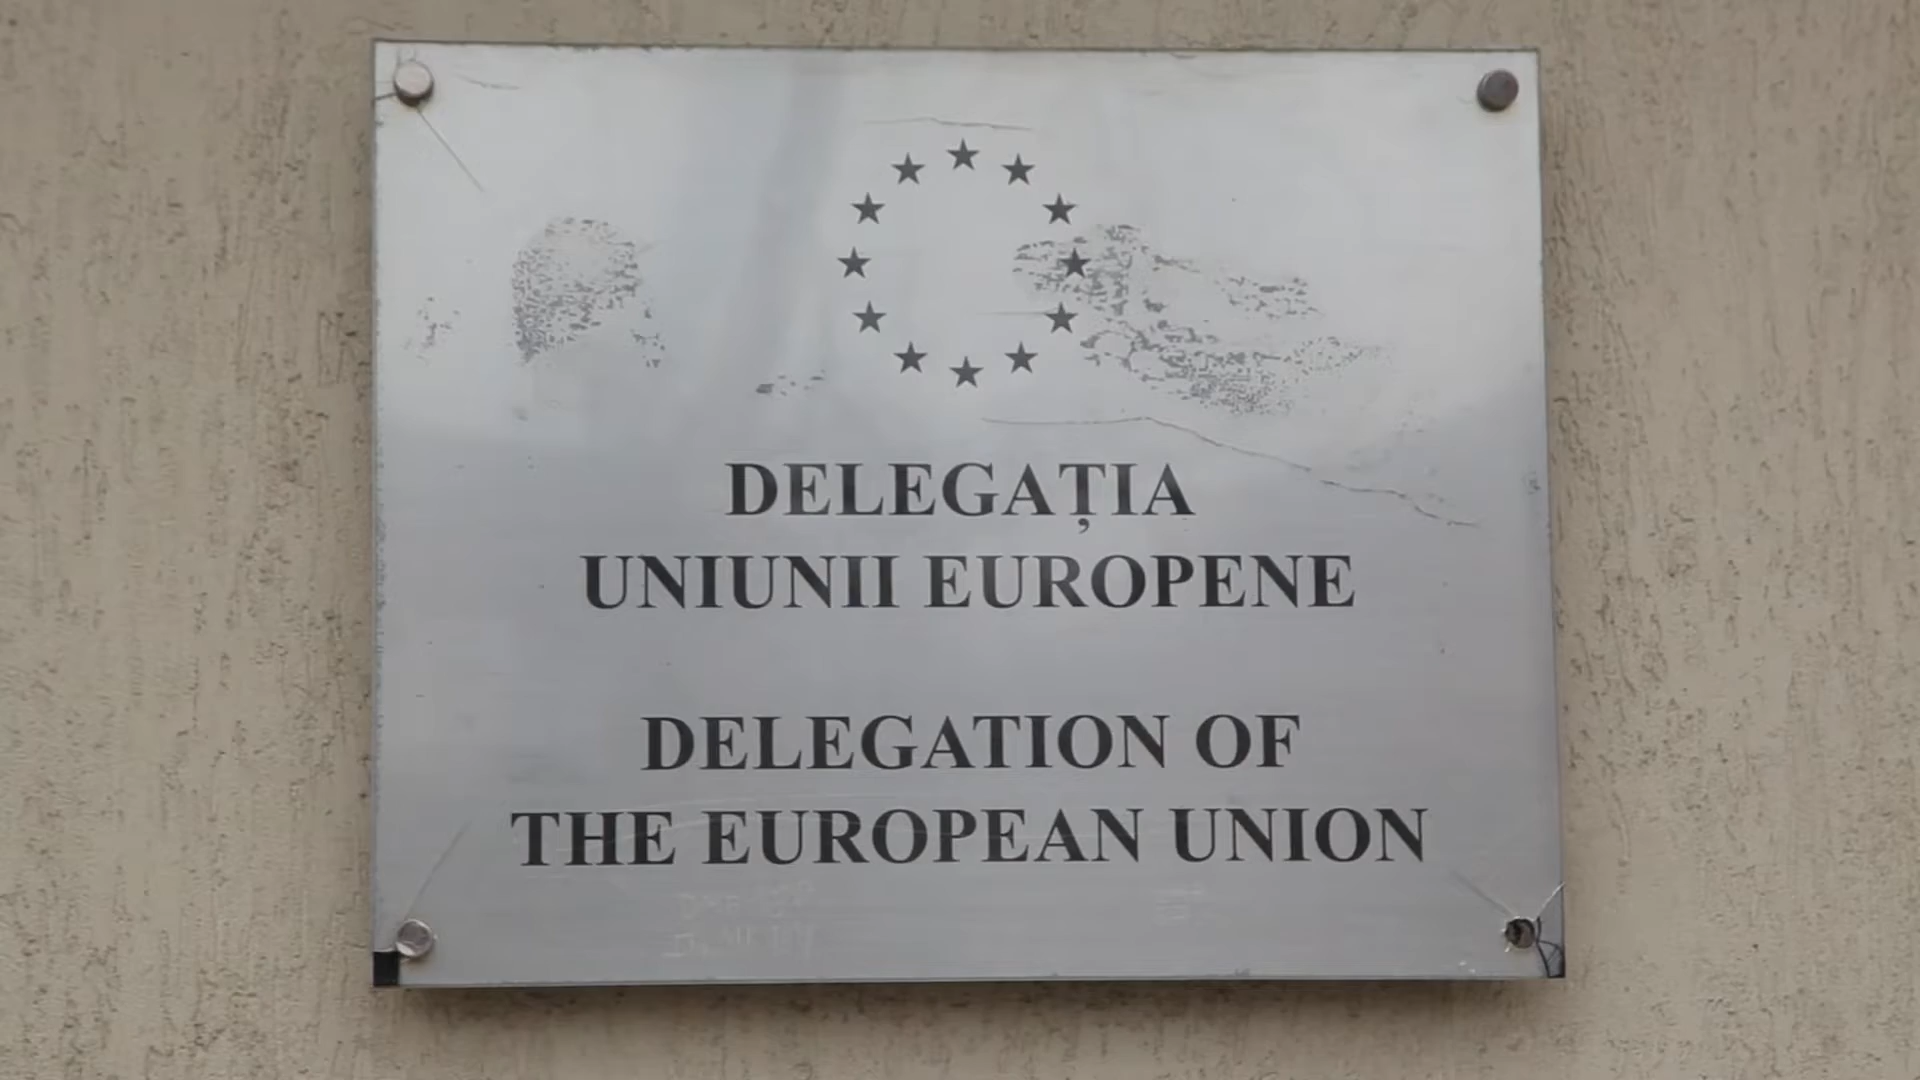 DELEGAȚIA
UNIUNII EUROPENE
DELEGATION OF
THE EUROPEAN UNION